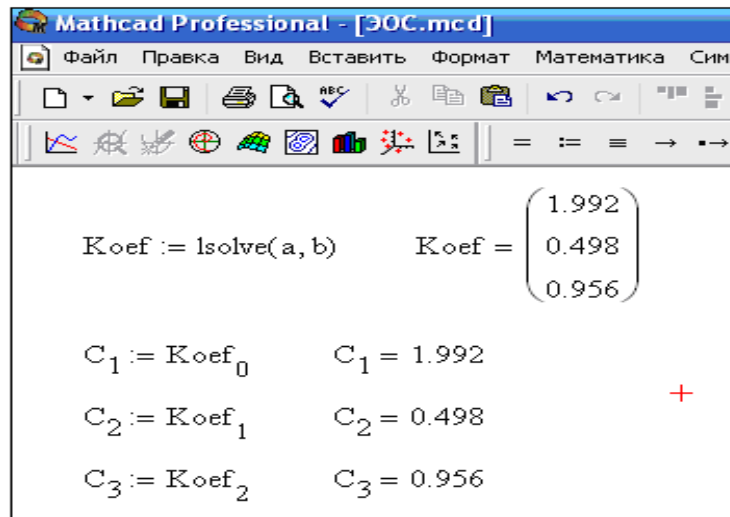 Mathcad Professional - [ЭОС.mcd]
Файл Правка Вид Вставить Формат Математика Сим
ABC
= := ≡ → ▪→
Koef := lsolve(a, b) Koef = (1.992
0.498
0.956)
C₁ := Koef₀ C₁ = 1.992
C₂ := Koef₁ C₂ = 0.498
C₃ := Koef₂ C₃ = 0.956